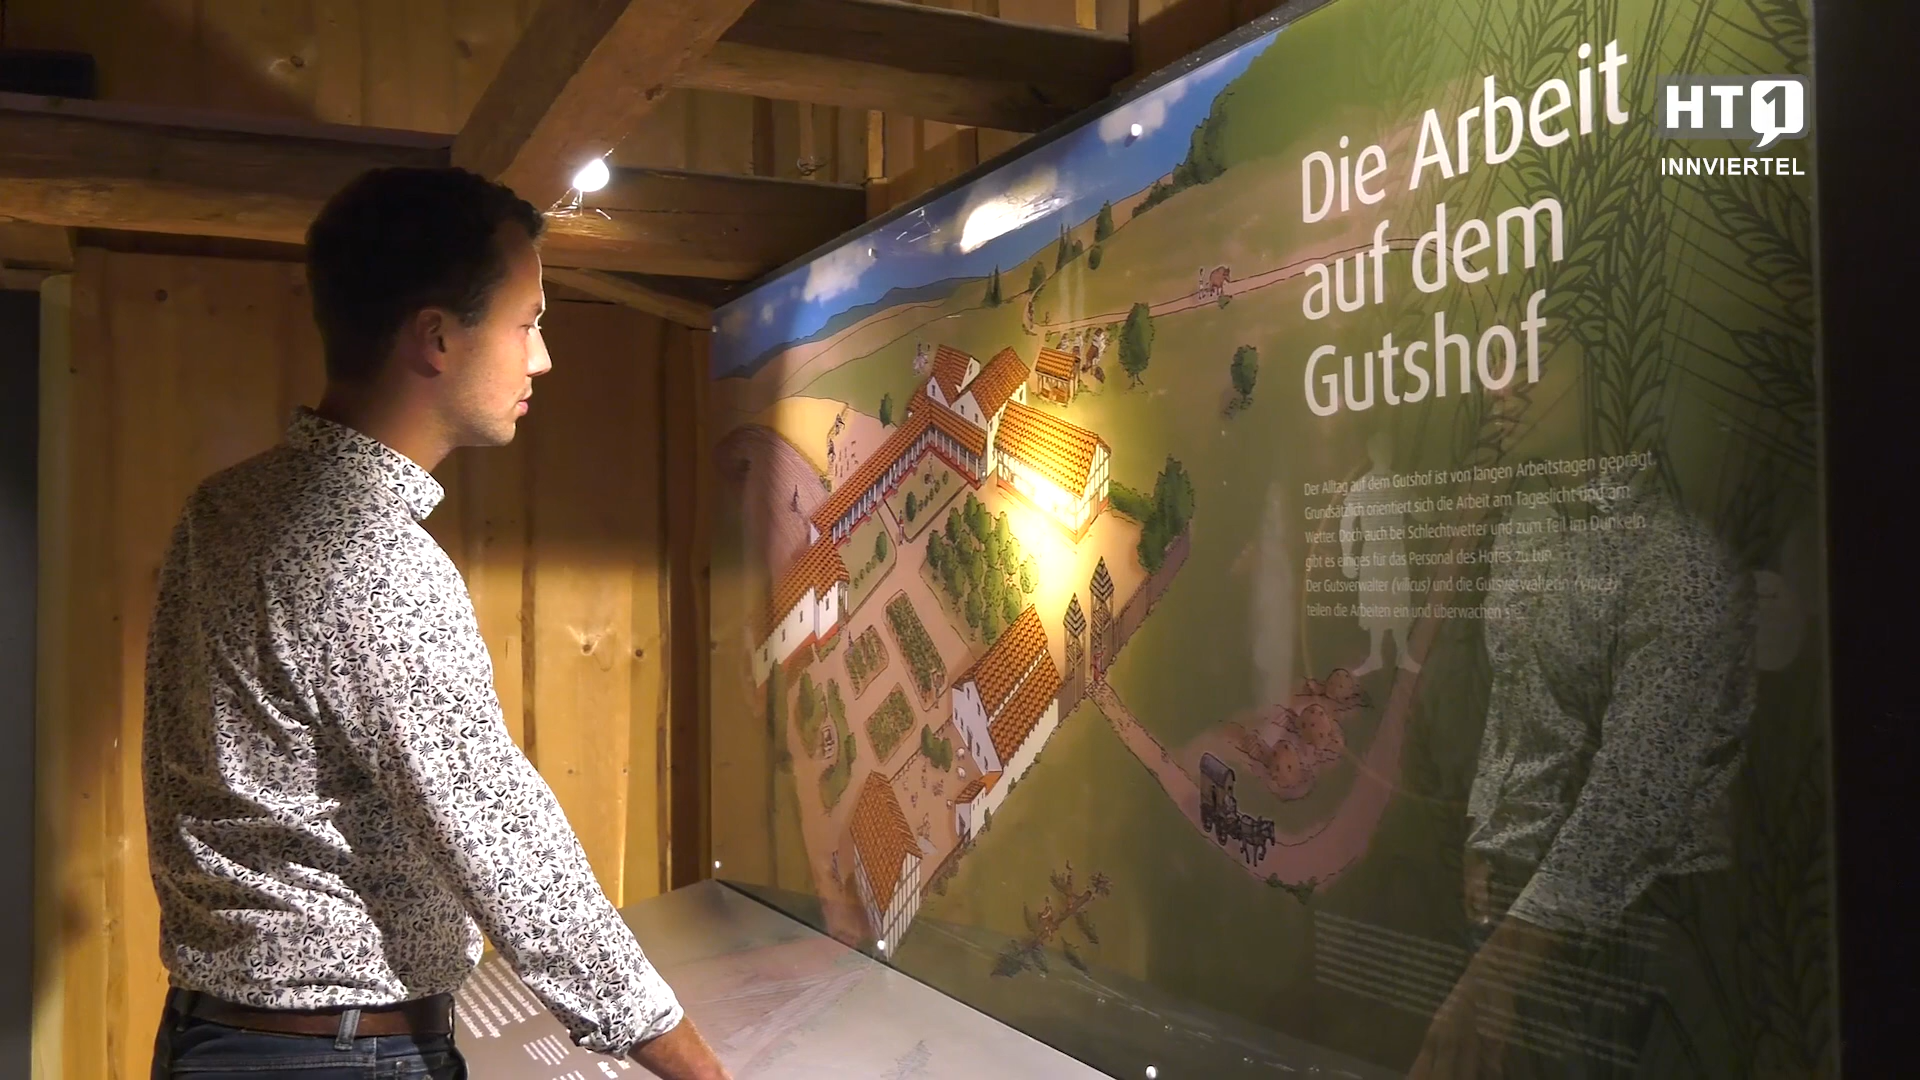 HT1
INNVIERTEL
Die Arbeit
auf dem
Gutshof
Der Alltag auf dem Gutshof ist von langen Arbeitstagen geprägt.
Grundsätzlich orientiert sich die Arbeit am Tageslicht und am
Wetter. Doch auch bei Schlechtwetter und zum Teil im Dunkeln
gibt es einiges für das Personal des Hofes zu tun.
Der Gutsverwalter (vilicus) und die Gutsverwalterin (vilica)
teilen die Arbeiten ein und überwachen sie.